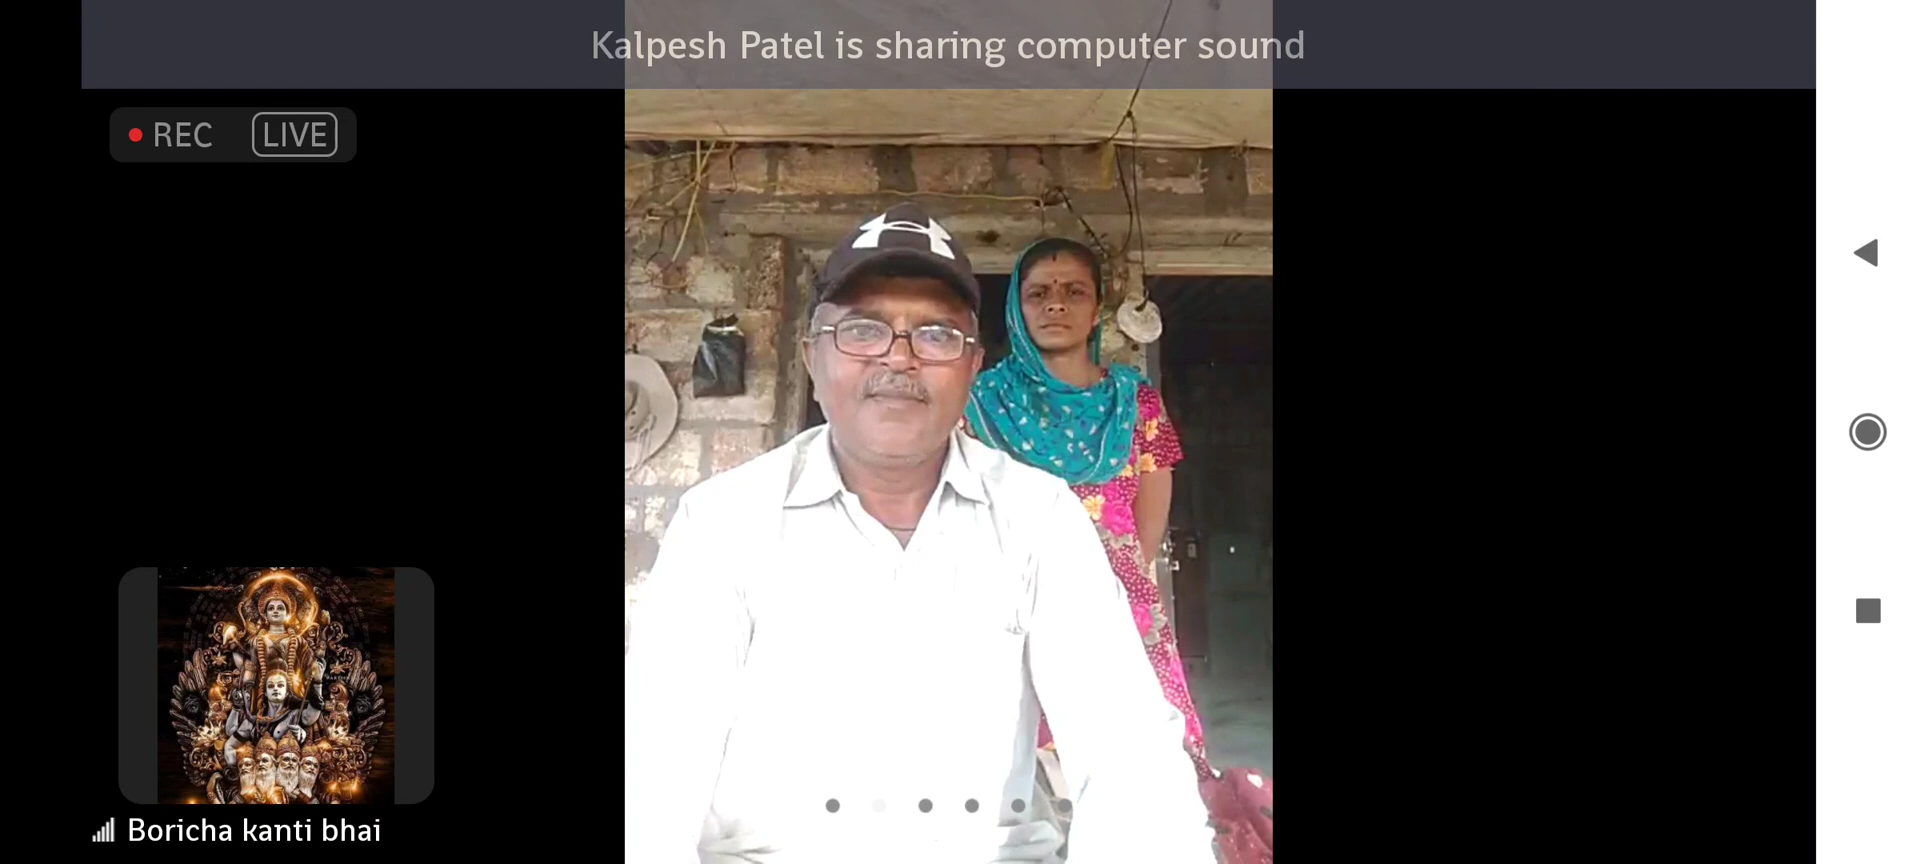 Kalpesh Patel is sharing computer sound
REC LIVE
Boricha kanti bhai